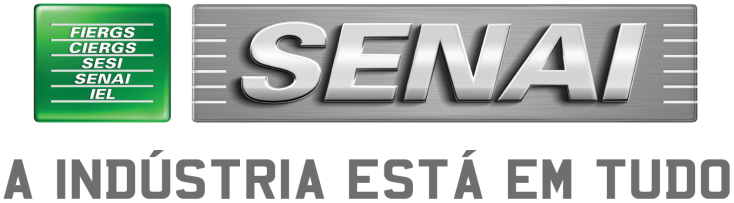 FIERGS
CIERGS
SESI
SENAI
IEL
SENAI
A INDÚSTRIA ESTÁ EM TUDO